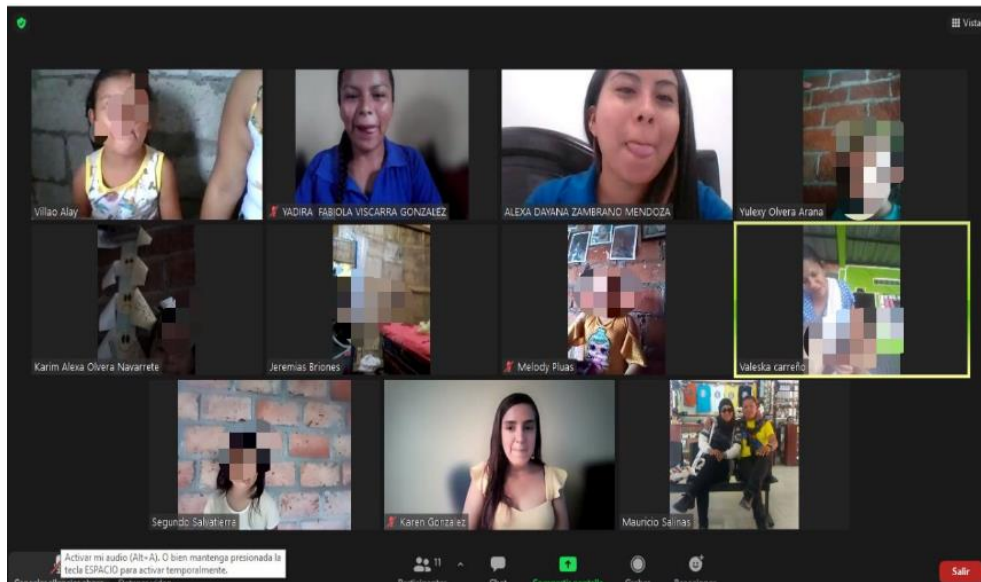 Vista
Villao Alay
YADIRA FABIOLA VISCARRA GONZALEZ
ALEXA DAYANA ZAMBRANO MENDOZA
Yulexy Olvera Arana
Karim Alexa Olvera Navarrete
Jeremias Briones
Melody Pluas
Valeska carreño
Segundo Salvatierra
Karen Gonzalez
Mauricio Salinas
Activar mi audio (Alt+A). O bien mantenga presionada la
tecla ESPACIO para activar temporalmente.
11
Salir